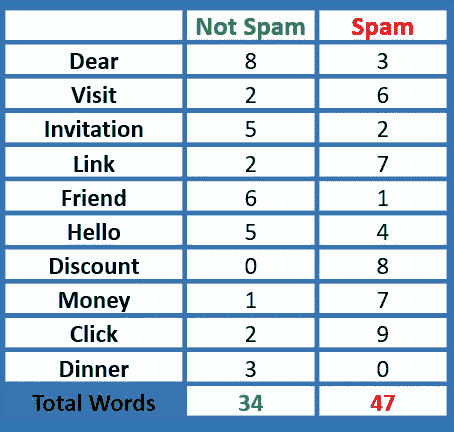 Not Spam Spam
Dear 8 3
Visit 2 6
Invitation 5 2
Link 2 7
Friend 6 1
Hello 5 4
Discount 0 8
Money 1 7
Click 2 9
Dinner 3 0
Total Words 34 47